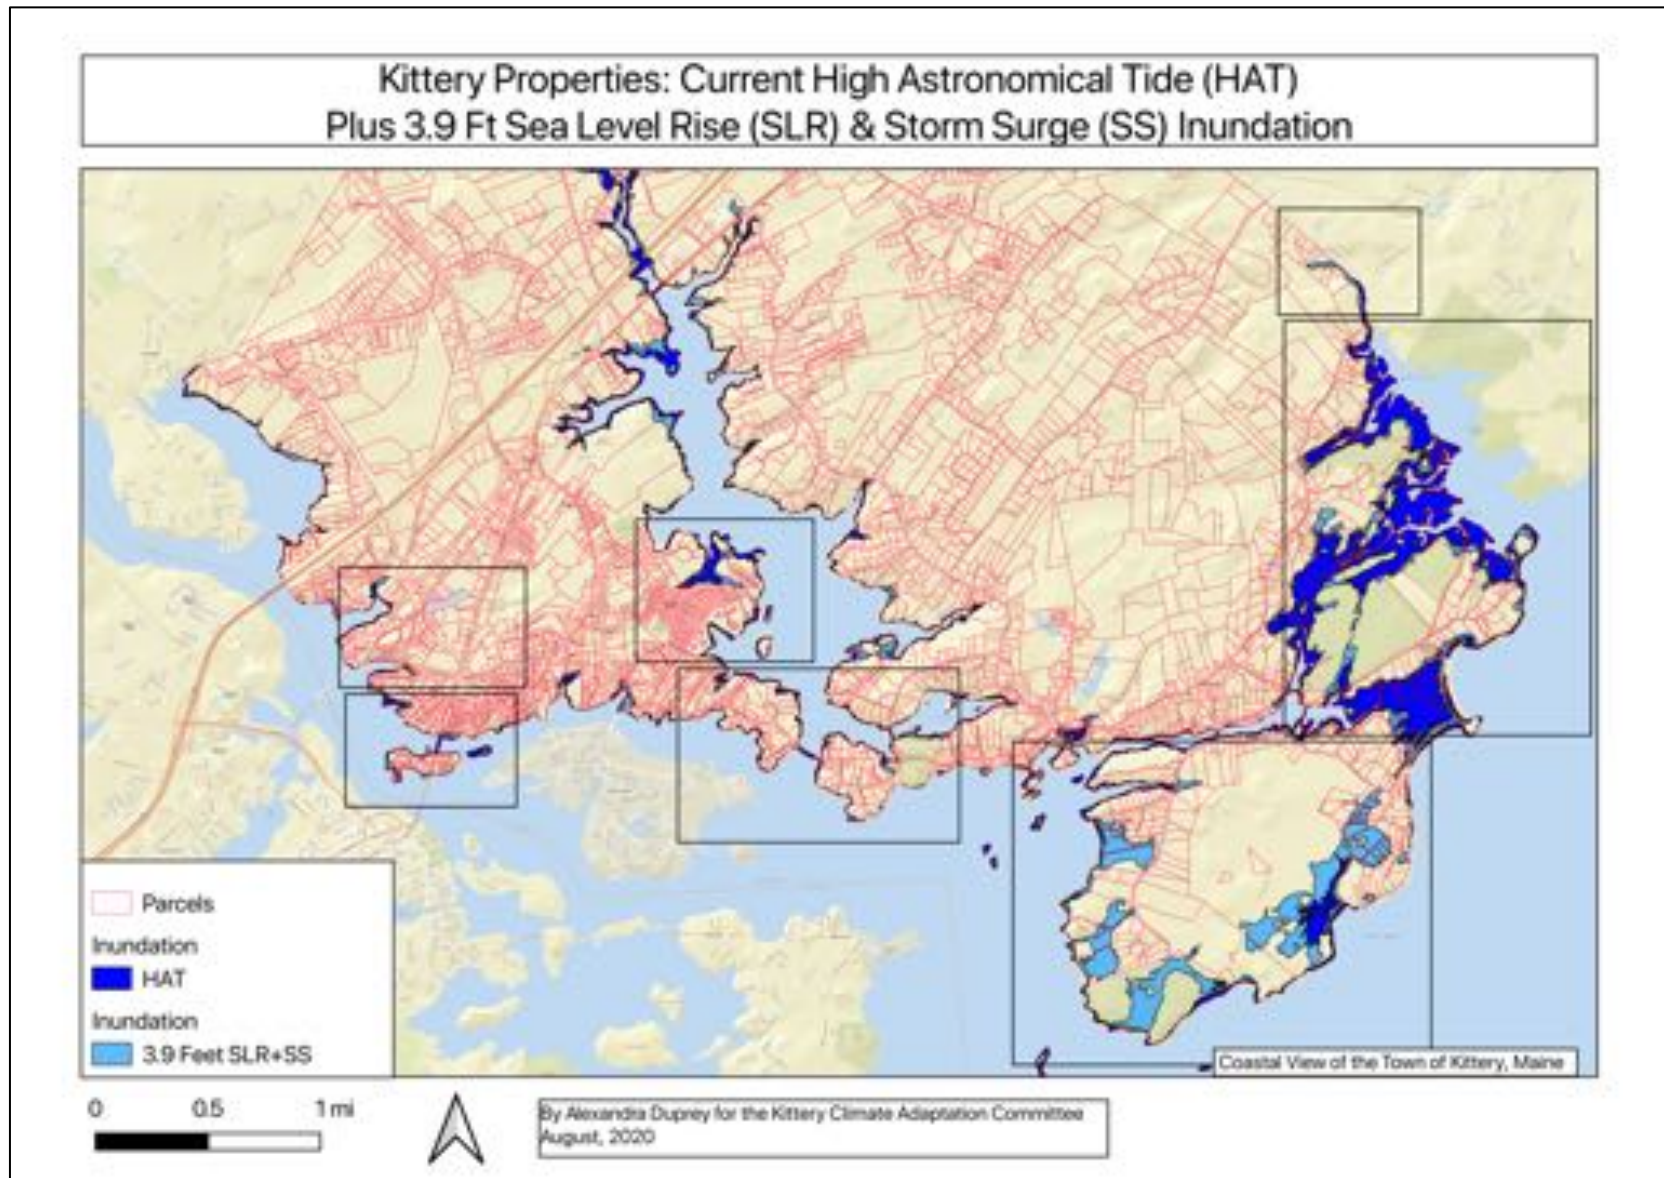 Kittery Properties: Current High Astronomical Tide (HAT)
Plus 3.9 Ft Sea Level Rise (SLR) & Storm Surge (SS) Inundation
Parcels
Inundation
HAT
Inundation
3.9 Feet SLR+SS
Coastal View of the Town of Kittery, Maine
0 0.5 1 mi
By Alexandra Duprey for the Kittery Climate Adaptation Committee
August, 2020